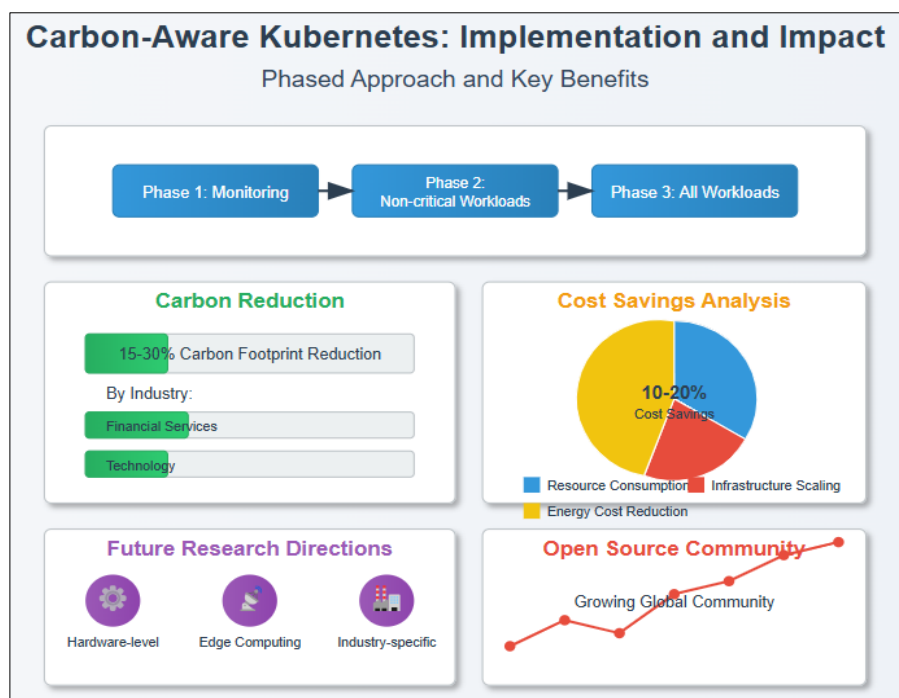 Carbon-Aware Kubernetes: Implementation and Impact
Phased Approach and Key Benefits
Phase 1: Monitoring
Phase 2:
Non-critical Workloads
Phase 3: All Workloads
Carbon Reduction
15-30% Carbon Footprint Reduction
By Industry:
Financial Services
Technology
Cost Savings Analysis
10-20%
Cost Savings
Resource Consumption
Infrastructure Scaling
Energy Cost Reduction
Future Research Directions
Hardware-level
Edge Computing
Industry-specific
Open Source Community
Growing Global Community